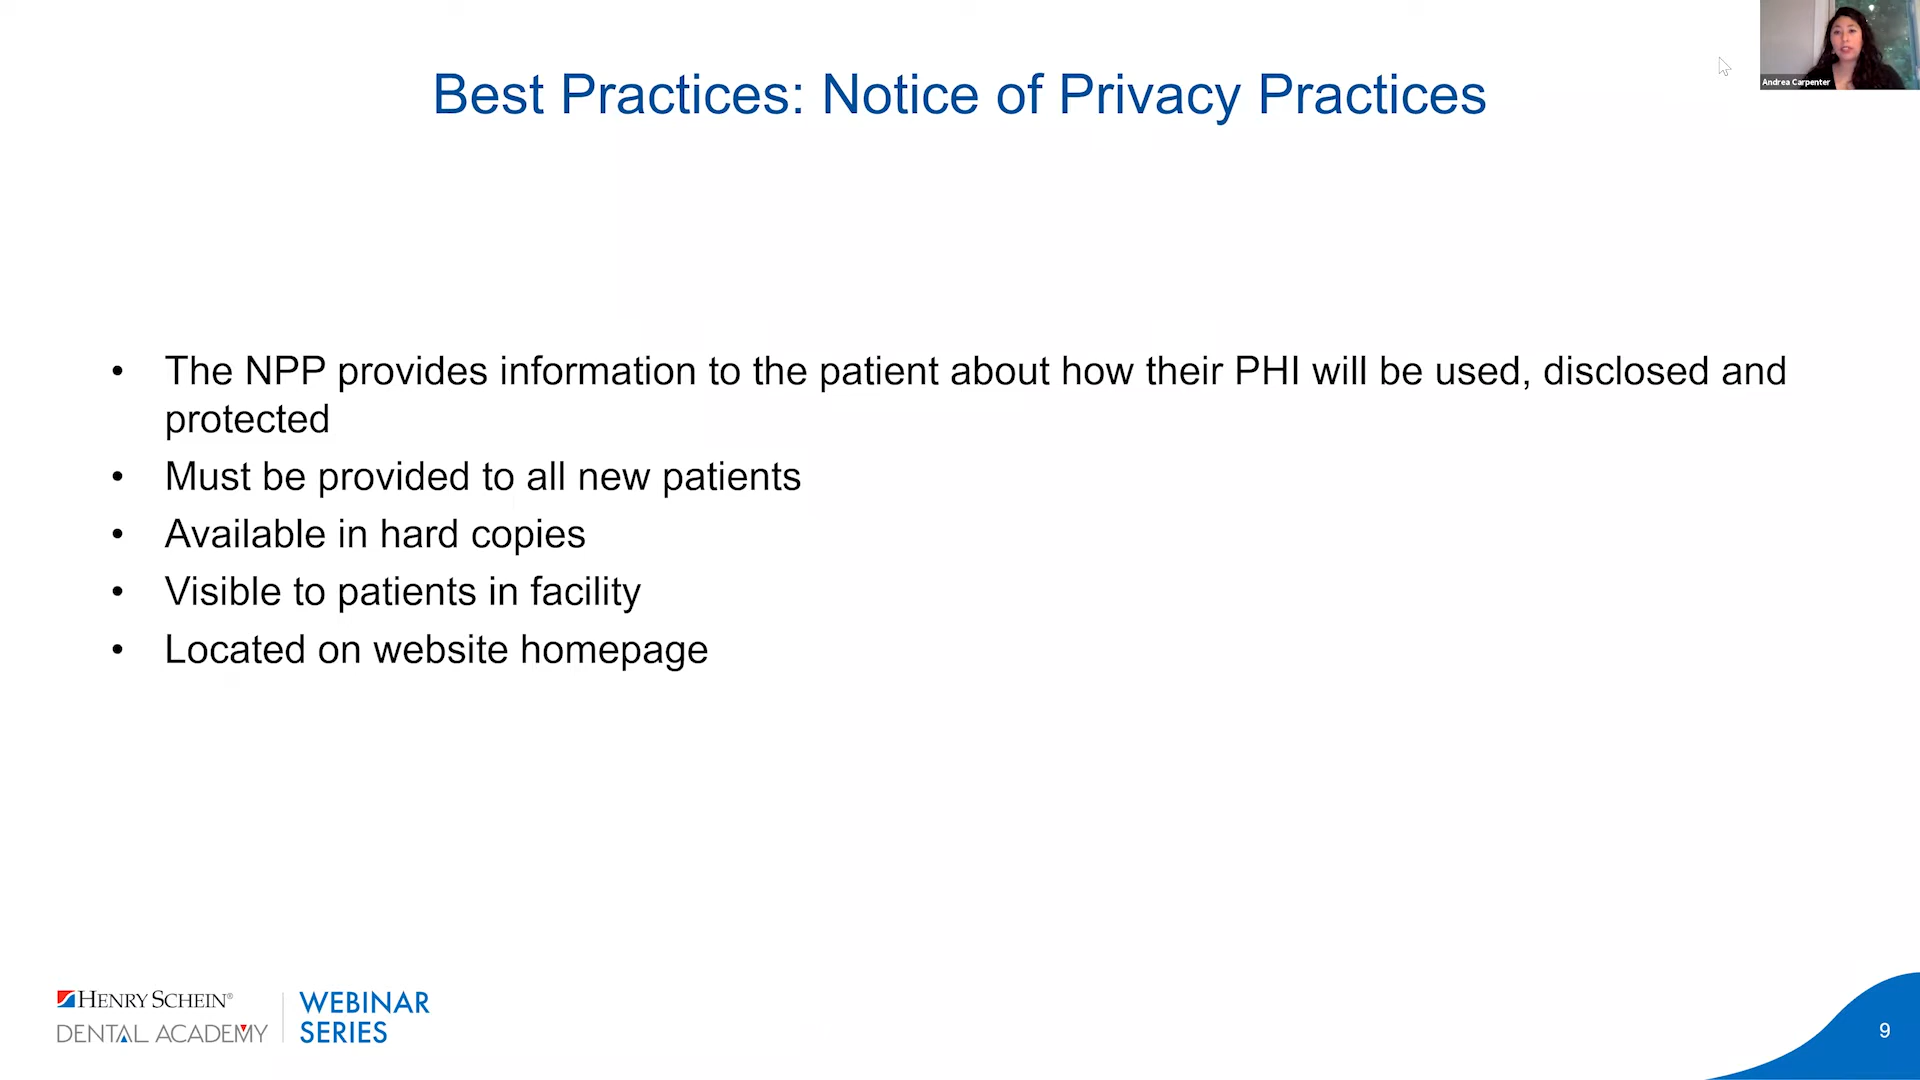 Best Practices: Notice of Privacy Practices
Andrea Carpenter
• The NPP provides information to the patient about how their PHI will be used, disclosed and
protected
• Must be provided to all new patients
• Available in hard copies
• Visible to patients in facility
• Located on website homepage
HENRY SCHEIN®
DENTAL ACADEMY
WEBINAR
SERIES
9